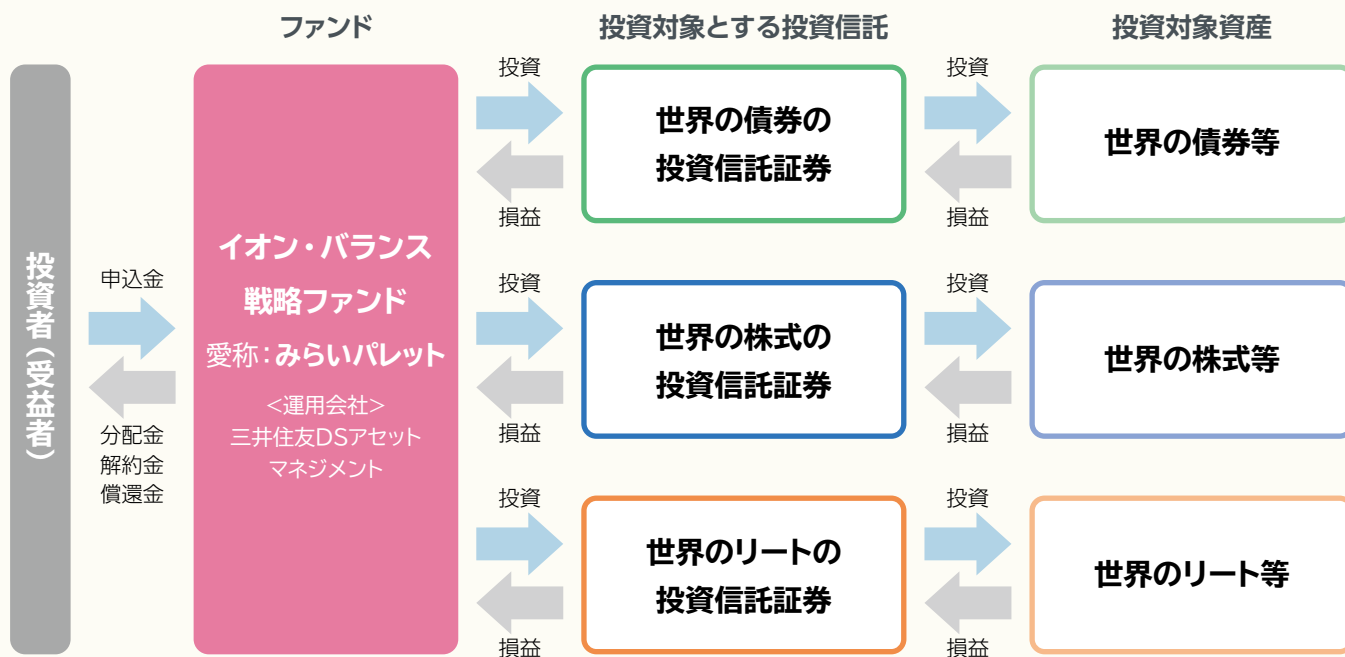 ファンド
投資対象とする投資信託
投資対象資産
投資者(受益者)
申込金
分配金
解約金
償還金
イオン・バランス
戦略ファンド
愛称：みらいパレット
<運用会社>
三井住友DSアセット
マネジメント
投資
損益
世界の債券の
投資信託証券
投資
損益
世界の債券等
投資
損益
世界の株式の
投資信託証券
投資
損益
世界の株式等
投資
損益
世界のリートの
投資信託証券
投資
損益
世界のリート等